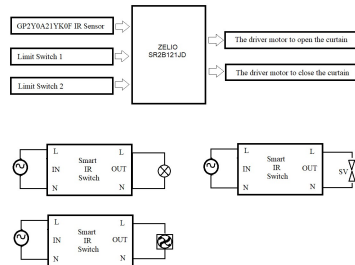 GP2Y0A21YK0F IR Sensor
Limit Switch 1
Limit Switch 2
ZELIO
SR2B121JD
The driver motor to open the curtain
The driver motor to close the curtain
L L
Smart
IN IR OUT
Switch
N N
L L
Smart
IN IR OUT
Switch
N N
SV
L L
Smart
IN IR OUT
Switch
N N